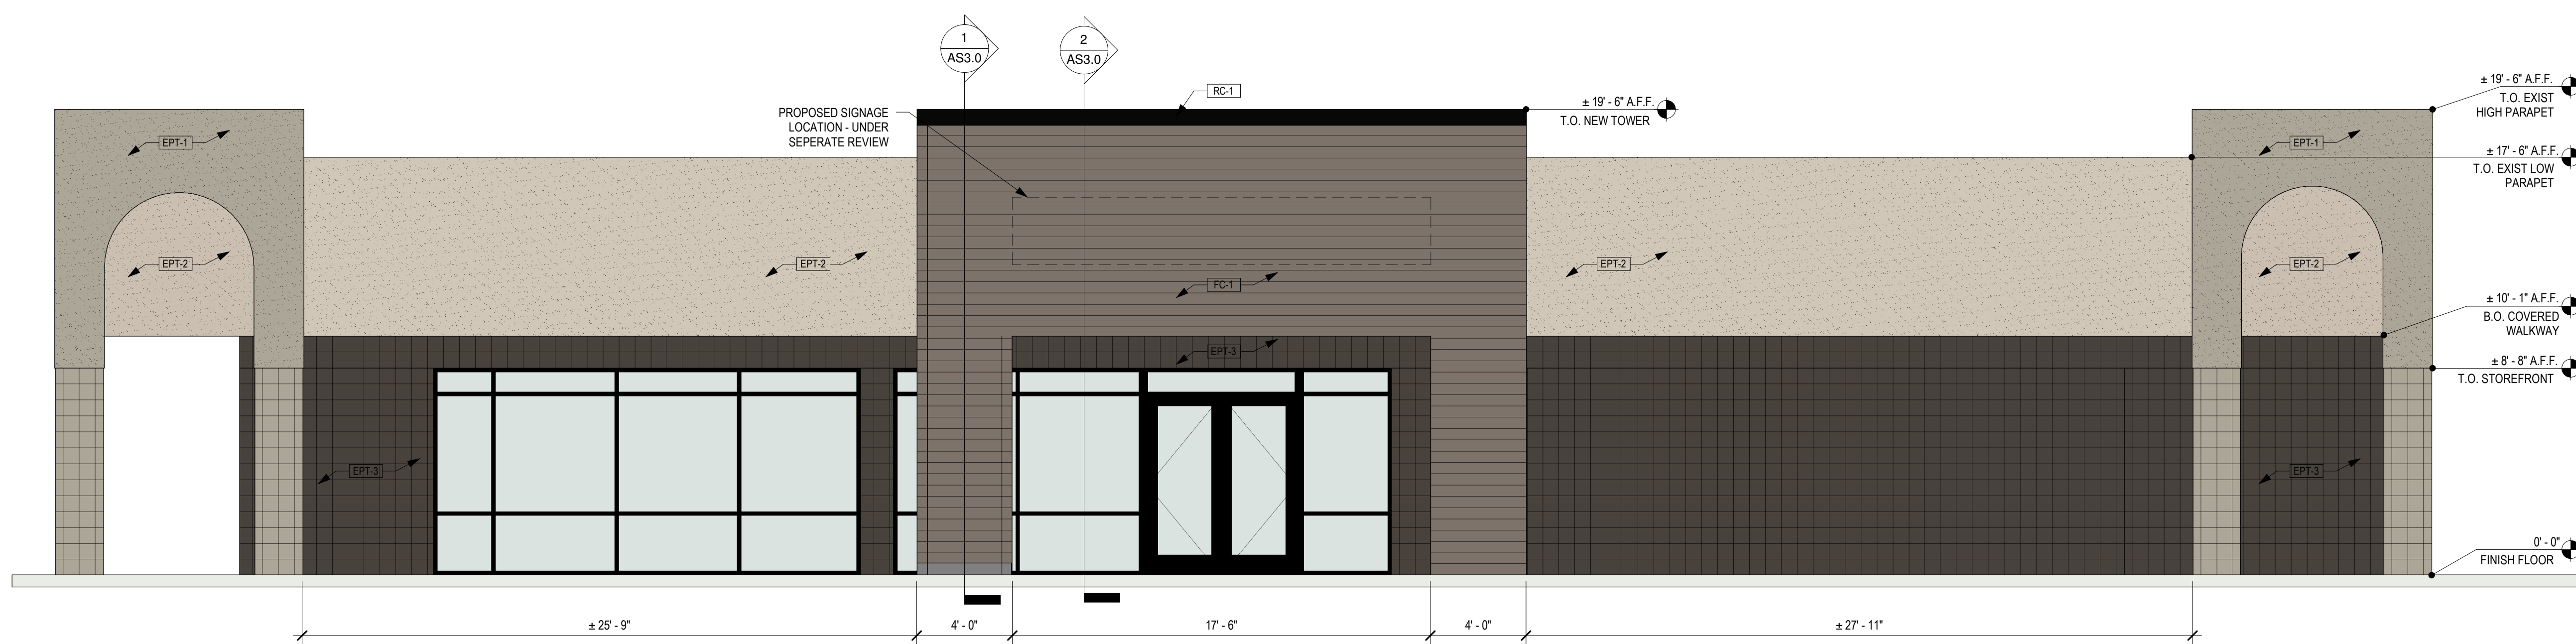 1
AS3.0
2
AS3.0
RC-1
PROPOSED SIGNAGE
LOCATION - UNDER
SEPERATE REVIEW
± 19' - 6" A.F.F.
T.O. NEW TOWER
± 19' - 6" A.F.F.
T.O. EXIST
HIGH PARAPET
EPT-1
EPT-1
± 17' - 6" A.F.F.
T.O. EXIST LOW
PARAPET
EPT-2
EPT-2
EPT-2
EPT-2
FC-1
± 10' - 1" A.F.F.
B.O. COVERED
WALKWAY
EPT-3
± 8' - 8" A.F.F.
T.O. STOREFRONT
EPT-3
EPT-3
0' - 0"
FINISH FLOOR
± 25' - 9"
4' - 0"
17' - 6"
4' - 0"
± 27' - 11"